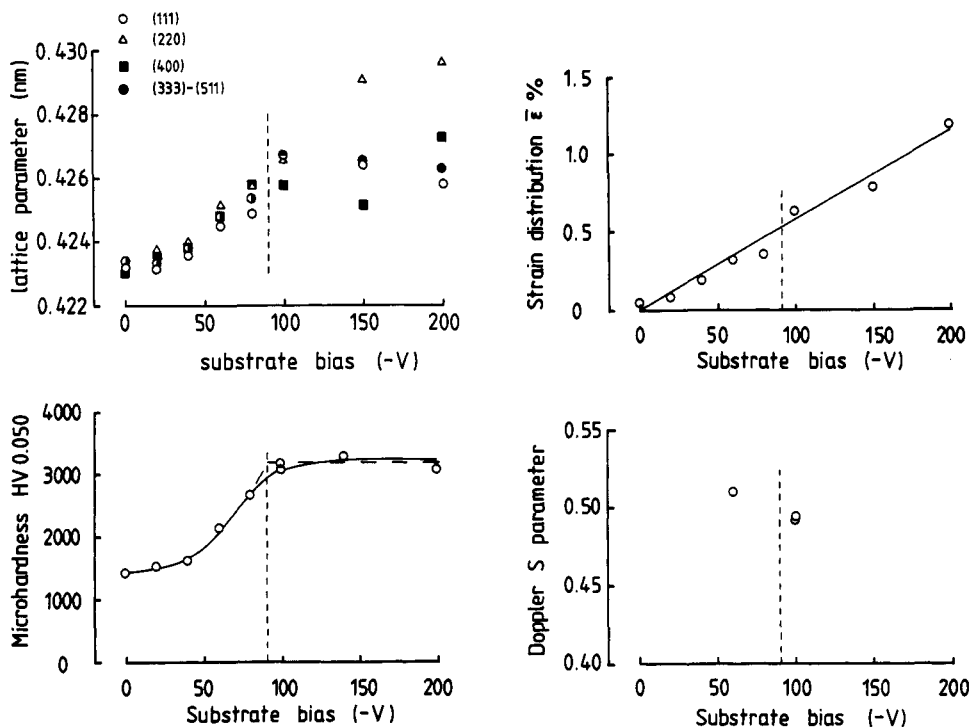 (111)
(220)
(400)
(333)-(511)
lattice parameter (nm)
0.430
0.428
0.426
0.424
0.422
0 50 100 150 200
substrate bias (-V)
Strain distribution ε̅ %
1.5
1.0
0.5
0
0 50 100 150 200
Substrate bias (-V)
Microhardness HV 0.050
4000
3000
2000
1000
0
0 50 100 150 200
Substrate bias (-V)
Doppler S parameter
0.55
0.50
0.45
0.40
0 50 100 150 200
Substrate bias (-V)